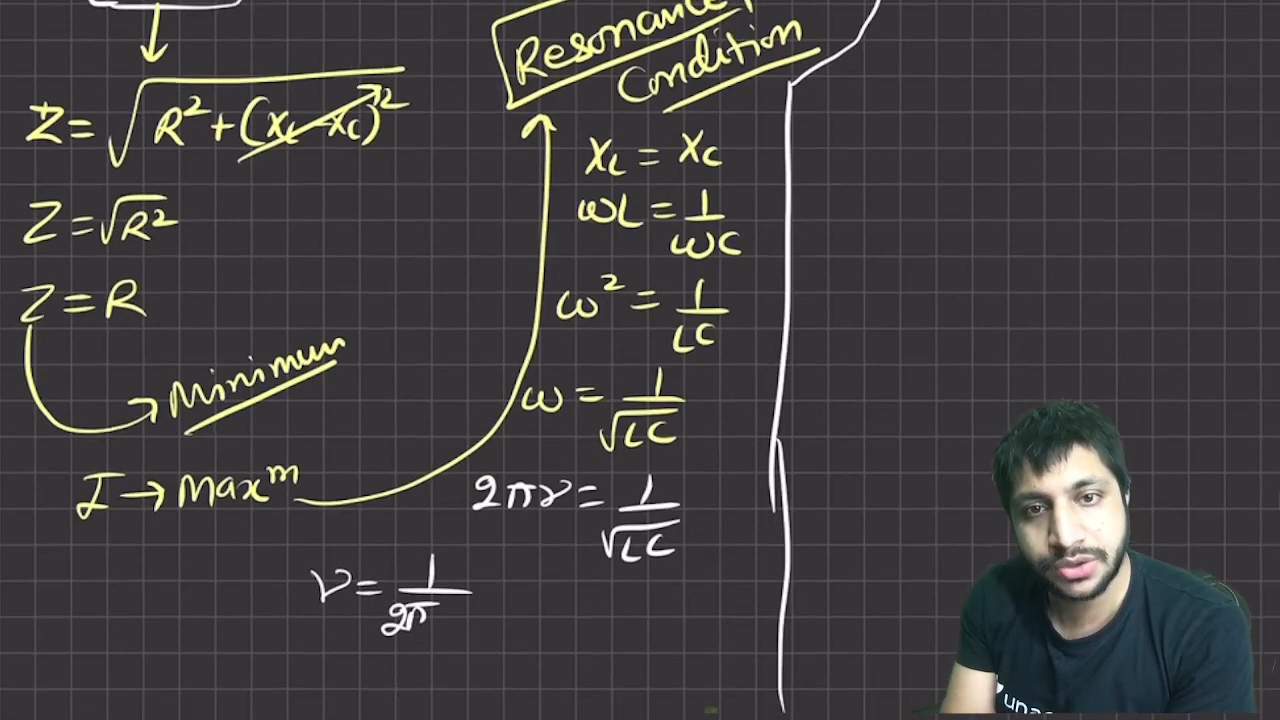 Z = √R² + (XL - XC)²
Z = √R²
Z = R
Minimum
I → Maxᵐ
Resonance
Condition
XL = XC
ωL = 1/ωC
ω² = 1/LC
ω = 1/√LC
2πν = 1/√LC
ν = 1/2π
una